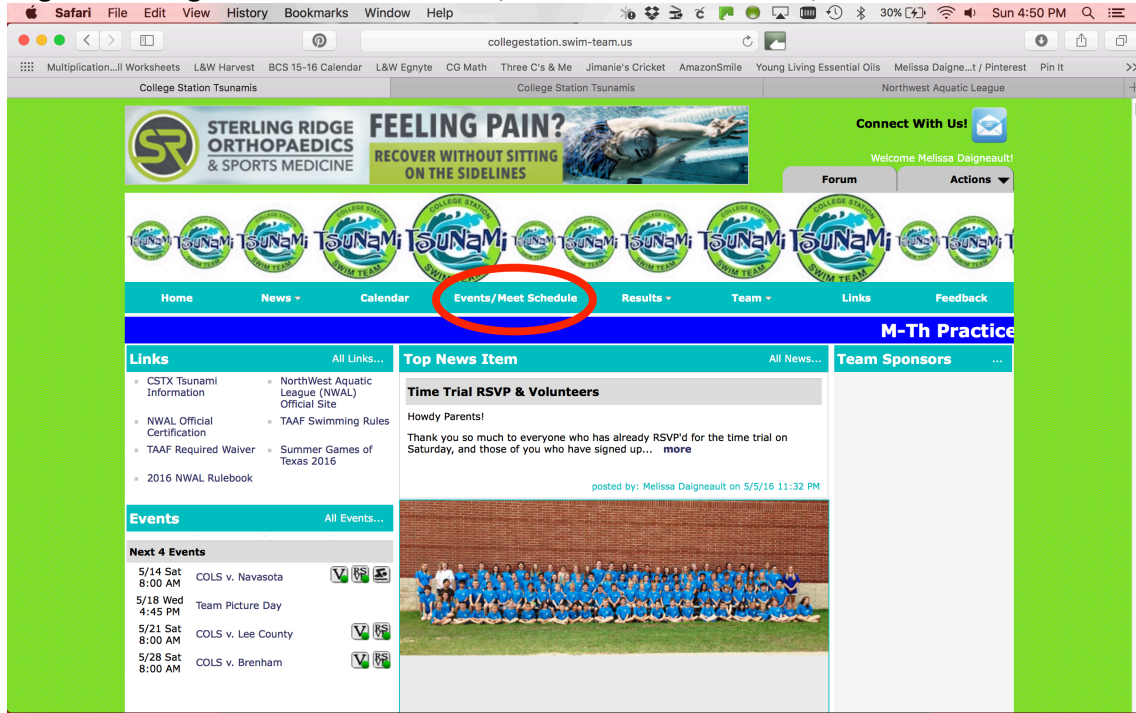 Safari File Edit View History Bookmarks Window Help 30% Sun 4:50 PM
collegestation.swim-team.us
Multiplication...ll Worksheets L&W Harvest BCS 15-16 Calendar L&W Egnyte CG Math Three C's & Me Jimanie's Cricket AmazonSmile Young Living Essential Oils Melissa Daigne...t / Pinterest Pin It >>
College Station Tsunamis College Station Tsunamis Northwest Aquatic League +
STERLING RIDGE
ORTHOPAEDICS
& SPORTS MEDICINE
FEELING PAIN?
RECOVER WITHOUT SITTING
ON THE SIDELINES
Connect With Us!
Welcome Melissa Daigneault!
Forum Actions
COLLEGE STATION
TSUNAMi
SWIM TEAM
Home News Calendar Events/Meet Schedule Results Team Links Feedback
M-Th Practice
Links All Links...
CSTX Tsunami
Information
NorthWest Aquatic
League (NWAL)
Official Site
NWAL Official
Certification
TAAF Swimming Rules
TAAF Required Waiver
Summer Games of
Texas 2016
2016 NWAL Rulebook
Events All Events...
Next 4 Events
5/14 Sat
8:00 AM COLS v. Navasota
5/18 Wed
4:45 PM Team Picture Day
5/21 Sat
8:00 AM COLS v. Lee County
5/28 Sat
8:00 AM COLS v. Brenham
Top News Item All News...
Time Trial RSVP & Volunteers
Howdy Parents!
Thank you so much to everyone who has already RSVP'd for the time trial on
Saturday, and those of you who have signed up... more
posted by: Melissa Daigneault on 5/5/16 11:32 PM
Team Sponsors ...